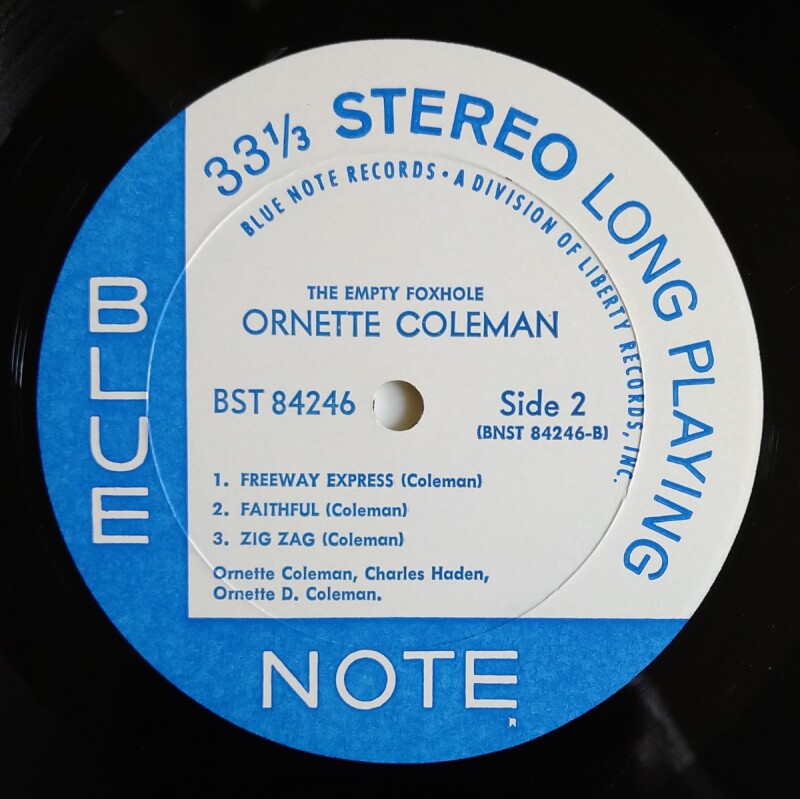 33⅓ STEREO LONG PLAYING
BLUE NOTE RECORDS • A DIVISION OF LIBERTY RECORDS, INC.
THE EMPTY FOXHOLE
ORNETTE COLEMAN
BST 84246
Side 2
(BNST 84246-B)
1. FREEWAY EXPRESS (Coleman)
2. FAITHFUL (Coleman)
3. ZIG ZAG (Coleman)
Ornette Coleman, Charles Haden,
Ornette D. Coleman.
BLUE
NOTE
R